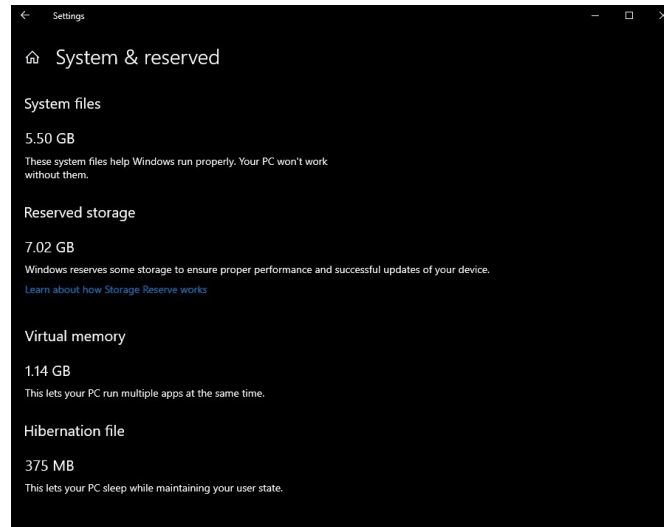 Settings
System & reserved
System files
5.50 GB
These system files help Windows run properly. Your PC won't work
without them.
Reserved storage
7.02 GB
Windows reserves some storage to ensure proper performance and successful updates of your device.
Learn about how Storage Reserve works
Virtual memory
1.14 GB
This lets your PC run multiple apps at the same time.
Hibernation file
375 MB
This lets your PC sleep while maintaining your user state.